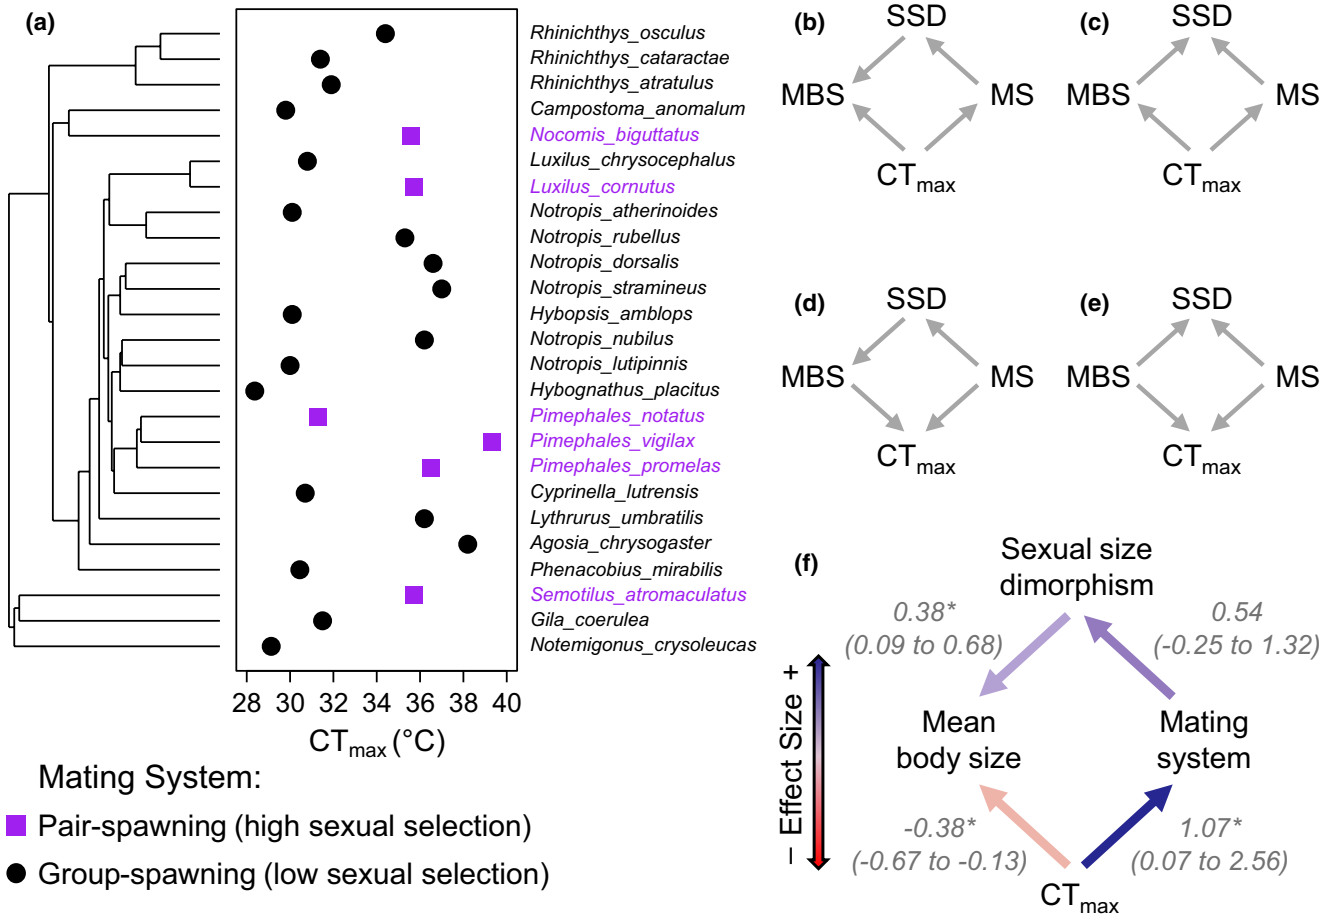 (a)
Rhinichthys_osculus
Rhinichthys_cataractae
Rhinichthys_atratulus
Campostoma_anomalum
Nocomis_biguttatus
Luxilus_chrysocephalus
Luxilus_cornutus
Notropis_atherinoides
Notropis_rubellus
Notropis_dorsalis
Notropis_stramineus
Hybopsis_amblops
Notropis_nubilus
Notropis_lutipinnis
Hybognathus_placitus
Pimephales_notatus
Pimephales_vigilax
Pimephales_promelas
Cyprinella_lutrensis
Lythrurus_umbratilis
Agosia_chrysogaster
Phenacobius_mirabilis
Semotilus_atromaculatus
Gila_coerulea
Notemigonus_crysoleucas
28 30 32 34 36 38 40
CTmax (°C)
Mating System:
Pair-spawning (high sexual selection)
Group-spawning (low sexual selection)
(b)
SSD
MBS MS
CTmax
(c)
SSD
MBS MS
CTmax
(d)
SSD
MBS MS
CTmax
(e)
SSD
MBS MS
CTmax
(f)
Sexual size
dimorphism
0.38* 0.54
(0.09 to 0.68) (-0.25 to 1.32)
− Effect Size +
Mean Mating
body size system
-0.38* 1.07*
(-0.67 to -0.13) (0.07 to 2.56)
CTmax